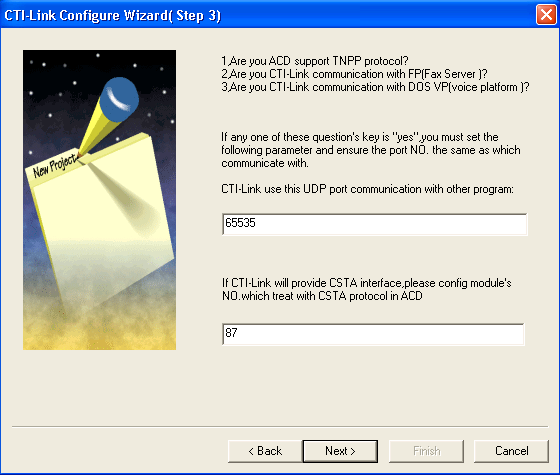 CTI-Link Configure Wizard( Step 3)
1,Are you ACD support TNPP protocol?
2,Are you CTI-Link communication with FP(Fax Server )?
3,Are you CTI-Link communication with DOS VP(voice platform )?
New Project
If any one of these question's key is "yes",you must set the
following parameter and ensure the port NO. the same as which
communicate with.
CTI-Link use this UDP port communication with other program:
65535
If CTI-Link will provide CSTA interface,please config module's
NO.which treat with CSTA protocol in ACD
87
< Back
Next >
Finish
Cancel